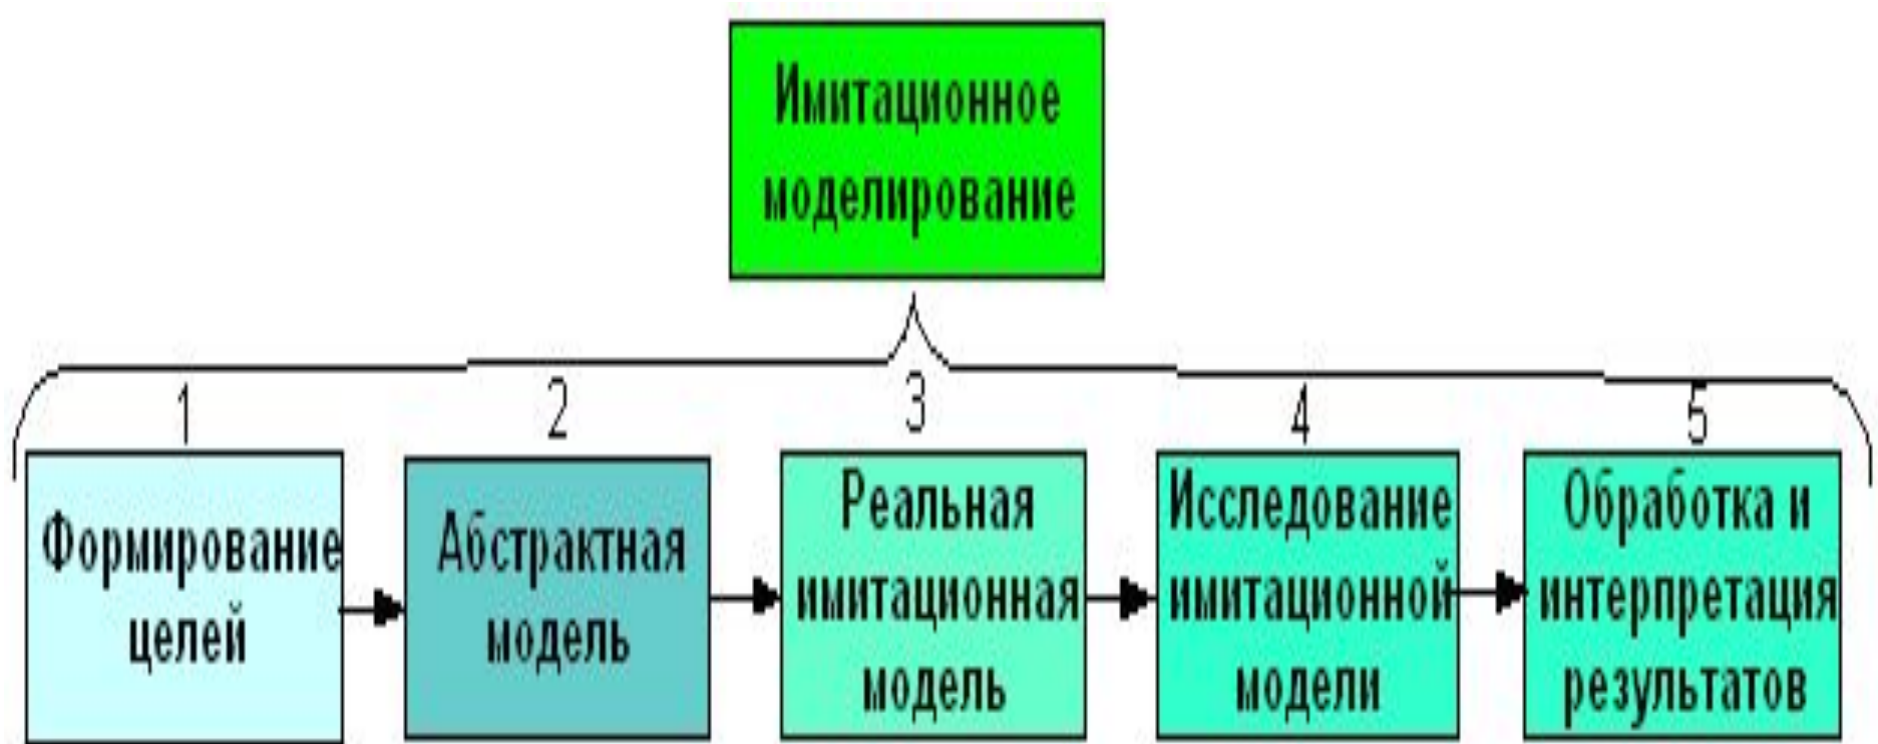 Имитационное
моделирование
1
2
3
4
5
Формирование
целей
Абстрактная
модель
Реальная
имитационная
модель
Исследование
имитационной
модели
Обработка и
интерпретация
результатов